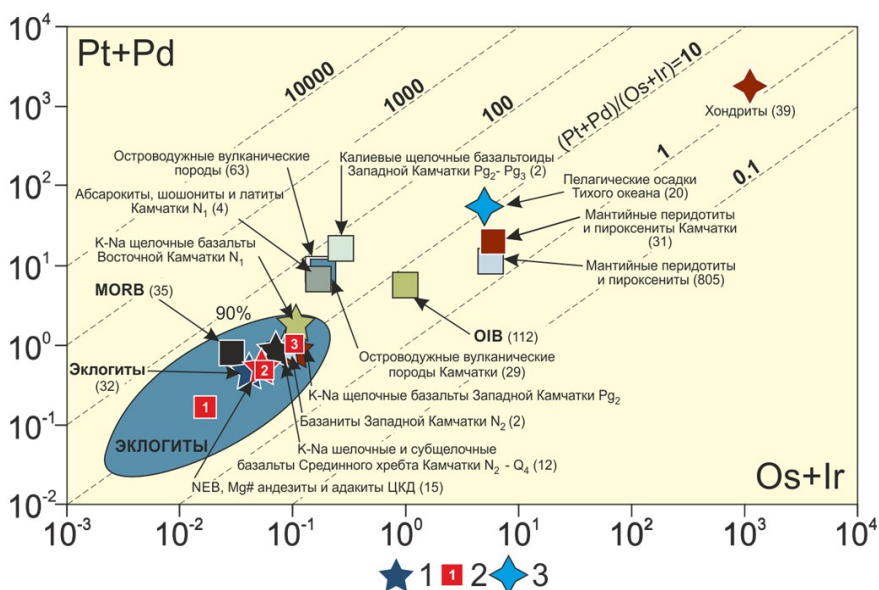 10⁴
Pt+Pd
10³
10²
10¹
10⁰
10⁻¹
10⁻²
10000
1000
100
(Pt+Pd)/(Os+Ir)=10
1
0.1
Хондриты (39)
Островодужные вулканические
породы (63)
Калиевые щелочные базальтоиды
Западной Камчатки Pg₂- Pg₃ (2)
Абсарокиты, шошониты и латиты
Камчатки N₁ (4)
Пелагические осадки
Тихого океана (20)
K-Na щелочные базальты
Восточной Камчатки N₁
Мантийные перидотиты
и пироксениты Камчатки
(31)
Мантийные перидотиты
и пироксениты (805)
MORB (35)
90%
OIB (112)
Эклогиты
(32)
Островодужные вулканические
породы Камчатки (29)
3
2
1
K-Na щелочные базальты Западной Камчатки Pg₂
Базаниты Западной Камчатки N₂ (2)
ЭКЛОГИТЫ
K-Na шелочные и субщелочные
базальты Срединного хребта Камчатки N₂ - Q₄ (12)
NEB, Mg# андезиты и адакиты ЦКД (15)
Os+Ir
10⁻³ 10⁻² 10⁻¹ 10⁰ 10¹ 10² 10³ 10⁴
1 1 2 3